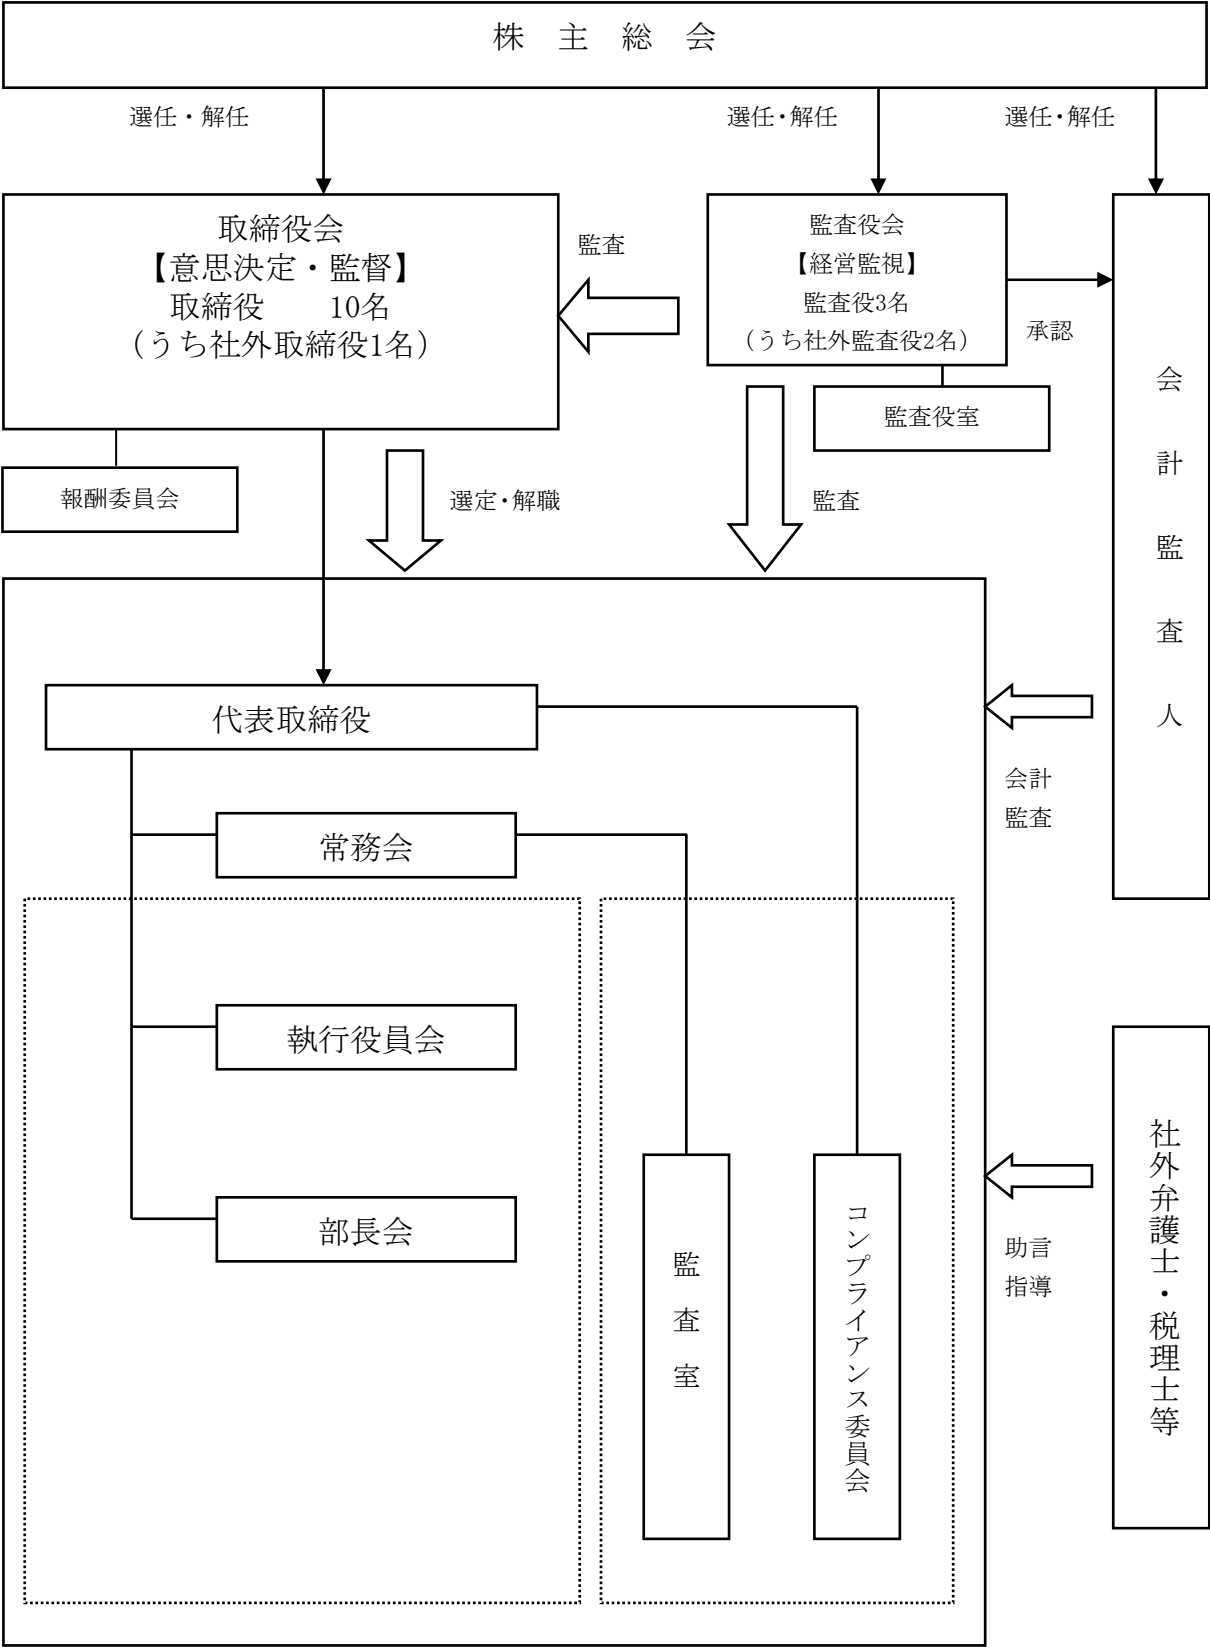 株　主　総　会
選任・解任
選任・解任
選任・解任
取締役会
【意思決定・監督】
取締役　　10名
（うち社外取締役1名）
監査
監査役会
【経営監視】
監査役3名
（うち社外監査役2名）
承認
会計監査人
監査役室
報酬委員会
選定・解職
監査
代表取締役
会計
監査
常務会
執行役員会
部長会
監査室
コンプライアンス委員会
助言
指導
社外弁護士・税理士等